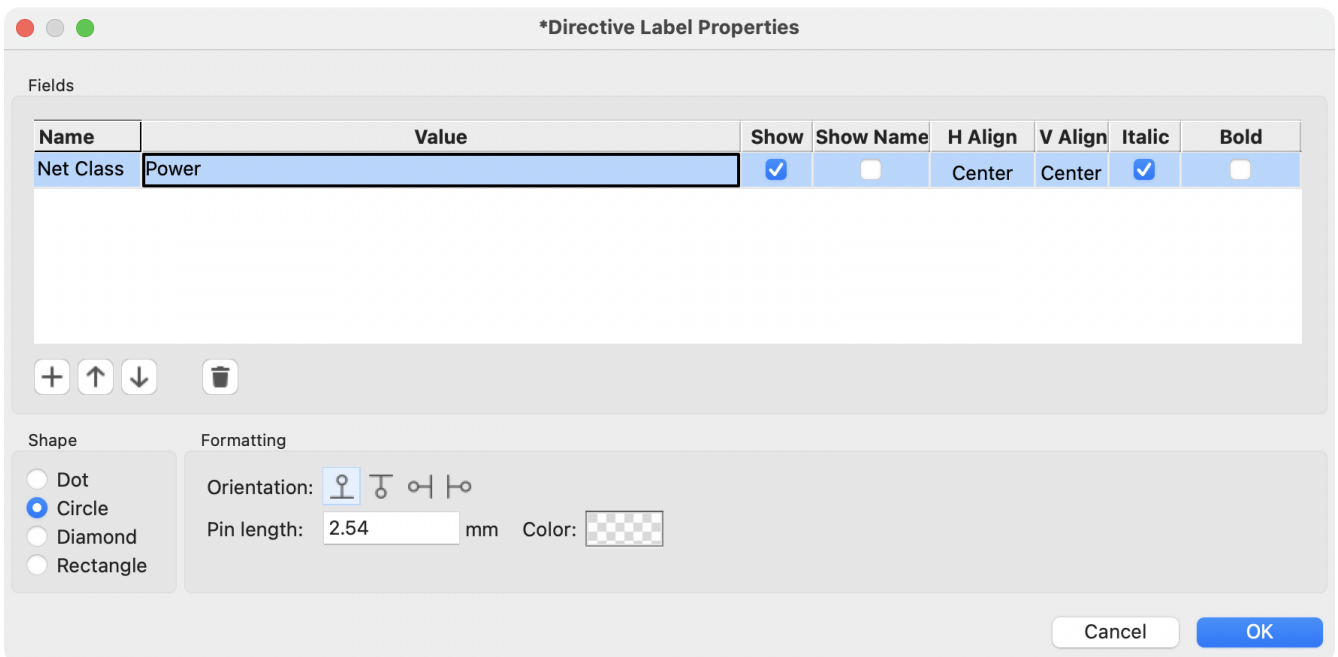 *Directive Label Properties
Fields
Name Value Show Show Name H Align V Align Italic Bold
Net Class Power Center Center
Shape Formatting
Dot
Circle
Diamond
Rectangle
Orientation:
Pin length: 2.54 mm Color:
Cancel OK